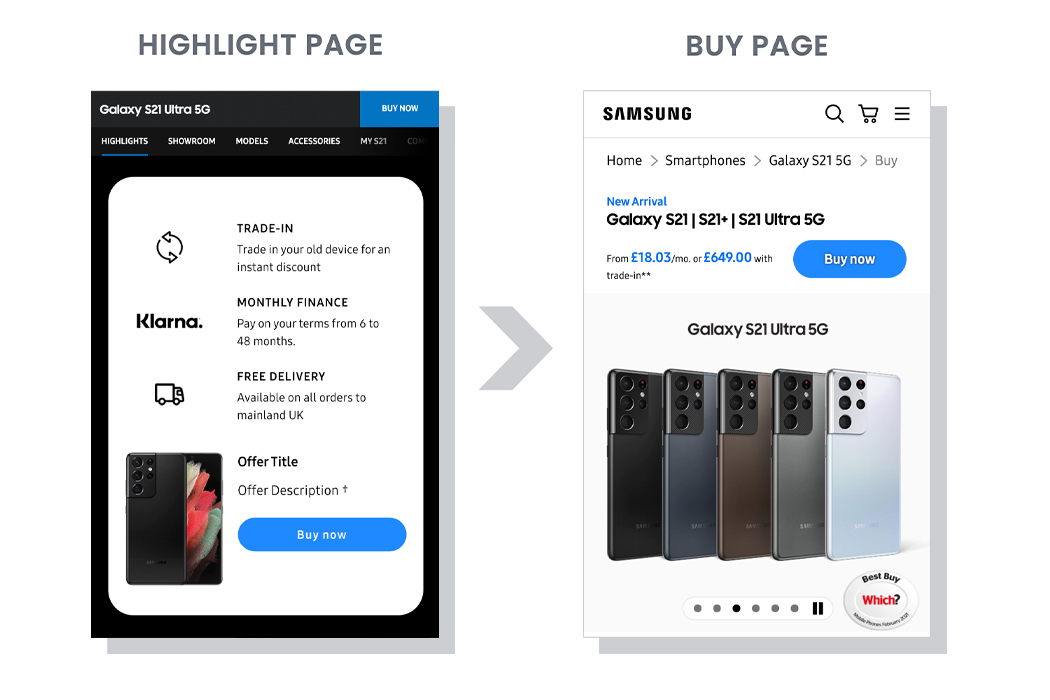 HIGHLIGHT PAGE
Galaxy S21 Ultra 5G
BUY NOW
HIGHLIGHTS SHOWROOM MODELS ACCESSORIES MY S21
TRADE-IN
Trade in your old device for an
instant discount
Klarna.
MONTHLY FINANCE
Pay on your terms from 6 to
48 months.
FREE DELIVERY
Available on all orders to
mainland UK
Offer Title
Offer Description †
Buy now
BUY PAGE
SAMSUNG
Home > Smartphones > Galaxy S21 5G > Buy
New Arrival
Galaxy S21 | S21+ | S21 Ultra 5G
From £18.03/mo. or £649.00 with
trade-in**
Buy now
Galaxy S21 Ultra 5G
Best Buy
Which?
Mobile Phones February 2021